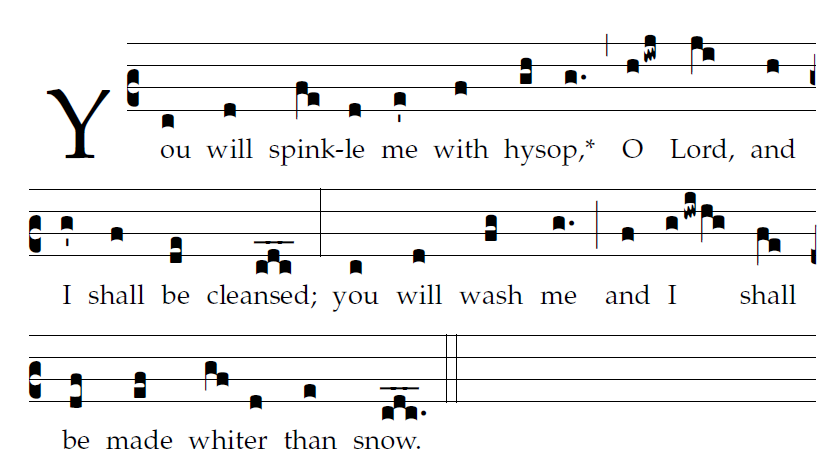 You will spink-le me with hysop,* O Lord, and
I shall be cleansed; you will wash me and I shall
be made whiter than snow.